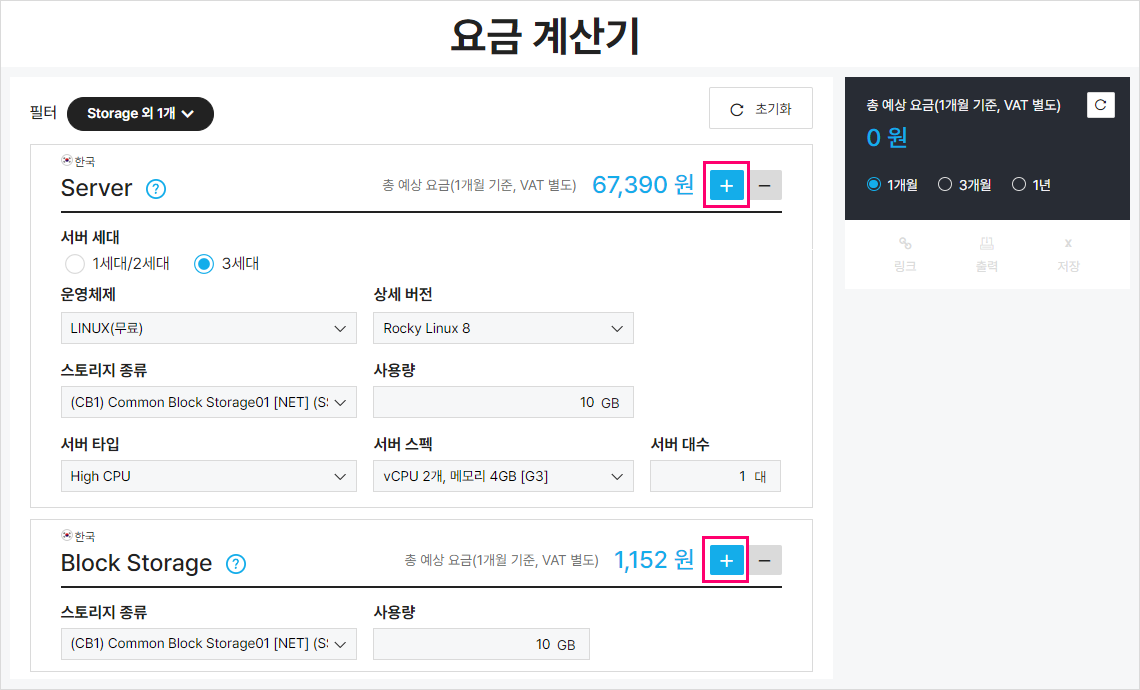 요금 계산기
필터
Storage 외 1개
초기화
한국
Server ?
총 예상 요금(1개월 기준, VAT 별도) 67,390 원 + −
서버 세대
1세대/2세대 3세대
운영체제 상세 버전
LINUX(무료) Rocky Linux 8
스토리지 종류 사용량
(CB1) Common Block Storage01 [NET] (S 10 GB
서버 타입 서버 스펙 서버 대수
High CPU vCPU 2개, 메모리 4GB [G3] 1 대
한국
Block Storage ?
총 예상 요금(1개월 기준, VAT 별도) 1,152 원 + −
스토리지 종류 사용량
(CB1) Common Block Storage01 [NET] (S 10 GB
총 예상 요금(1개월 기준, VAT 별도)
0 원
1개월 3개월 1년
링크 출력 저장